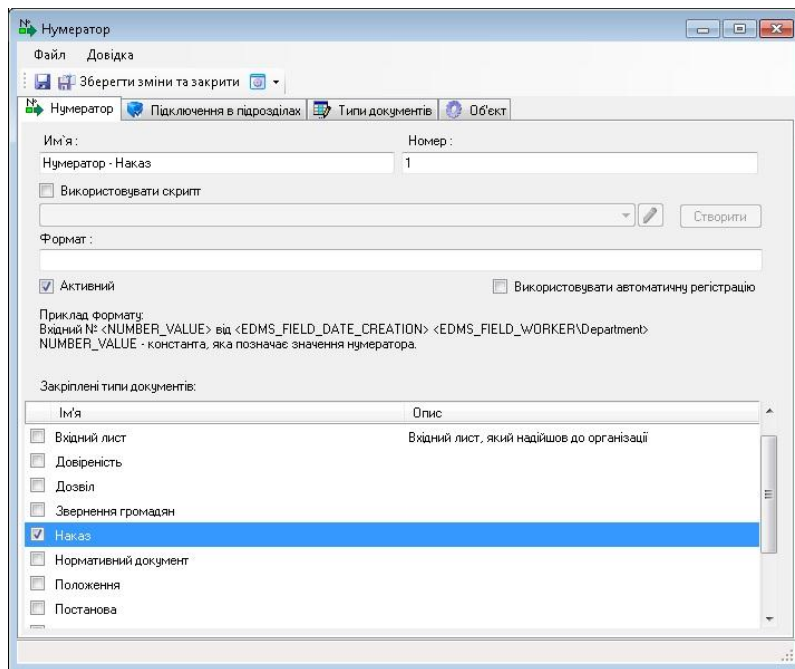 Нумератор
Файл Довідка
Зберегти зміни та закрити
Нумератор Підключення в підрозділах Типи документів Об'єкт
Им`я : Номер :
Нумератор - Наказ 1
Використовувати скрипт
Створити
Формат :
Активний Використовувати автоматичну регістрацію
Приклад формату:
Вхідний № <NUMBER_VALUE> від <EDMS_FIELD_DATE_CREATION> <EDMS_FIELD_WORKER\Department>
NUMBER_VALUE - константа, яка позначає значення нумератора.
Закріплені типи документів:
Ім'я Опис
Вхідний лист Вхідний лист, який надійшов до організації
Довіреність
Дозвіл
Звернення громадян
Наказ
Нормативний документ
Положення
Постанова